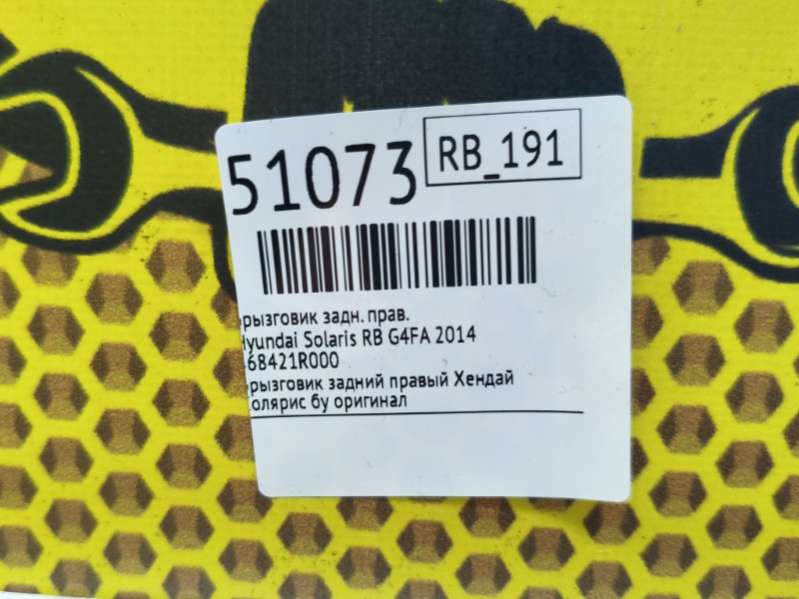 51073
RB_191
рызговик задн. прав.
Hyundai Solaris RB G4FA 2014
68421R000
рызговик задний правый Хендай
олярис бу оригинал